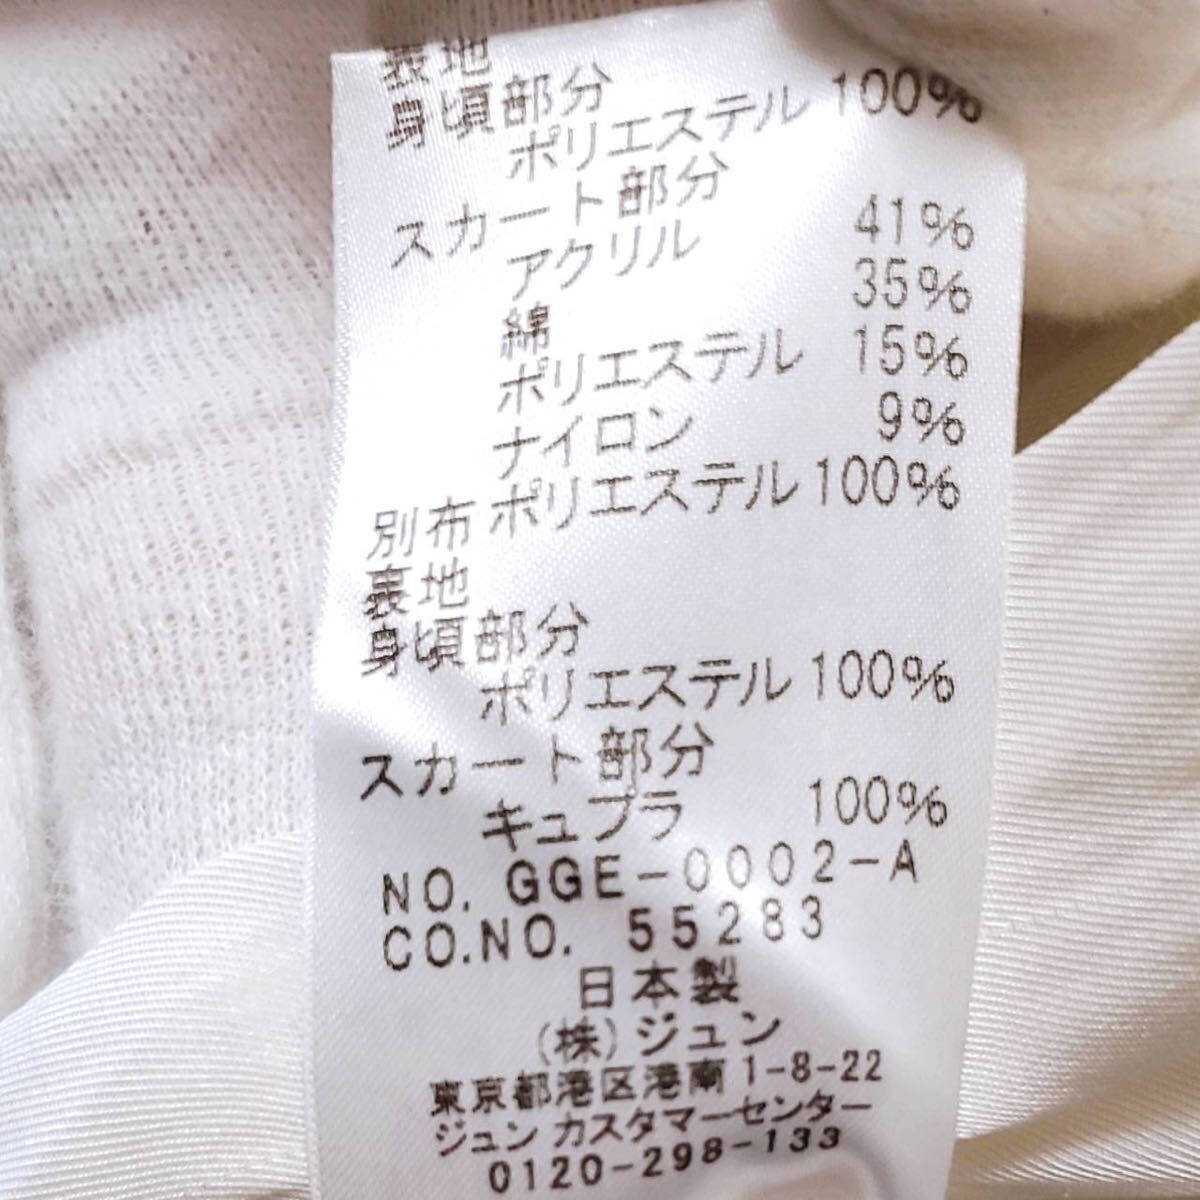 表地
身頃部分
ポリエステル 100%
スカート部分
アクリル 41%
綿 35%
ポリエステル 15%
ナイロン 9%
別布 ポリエステル 100%
裏地
身頃部分
ポリエステル 100%
スカート部分
キュプラ 100%
NO. GGE-0002-A
CO.NO. 55283
日本製
(株)ジュン
東京都港区港南1-8-22
ジュン カスタマーセンター
0120-298-133